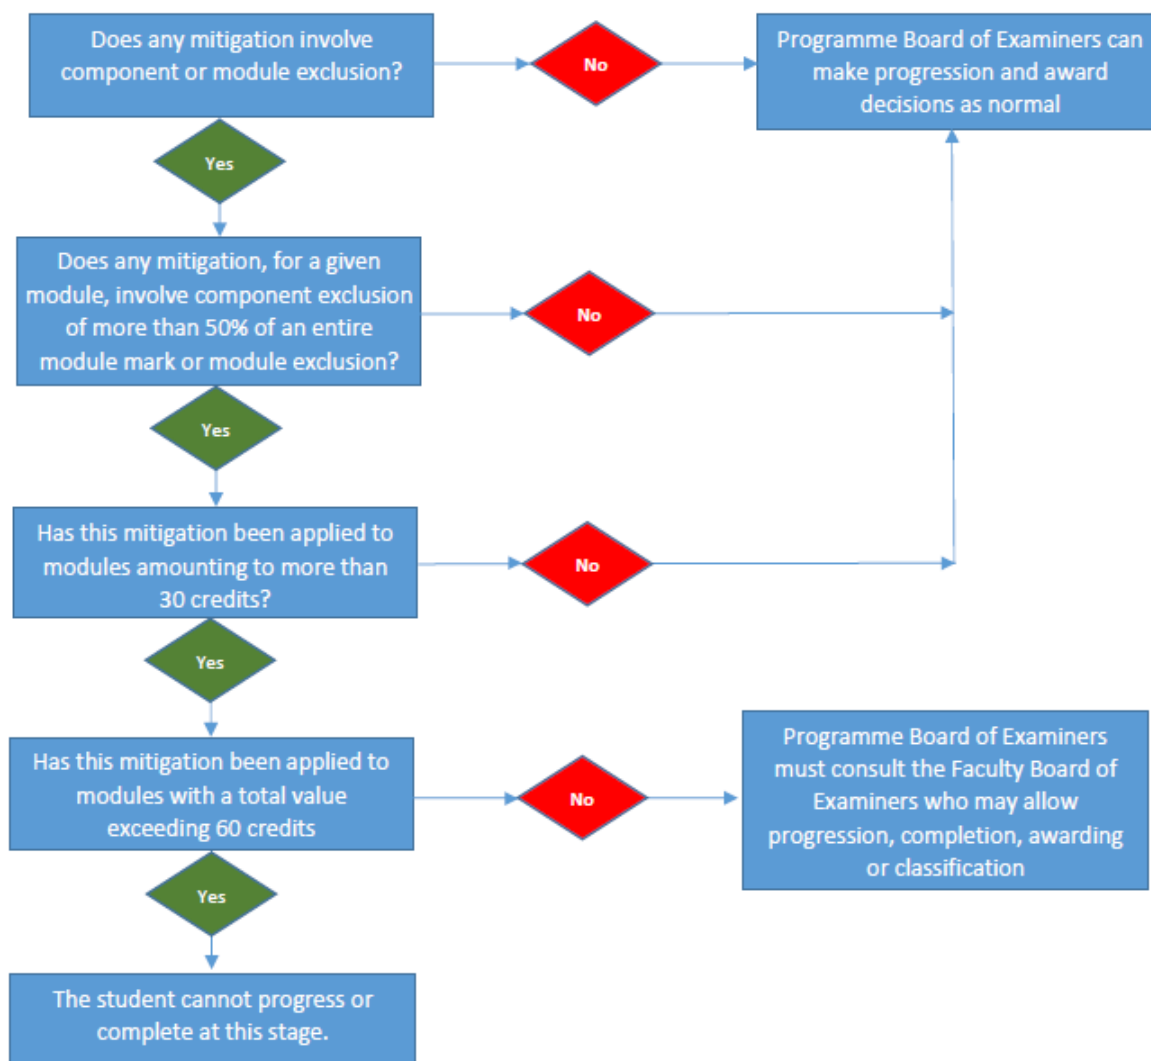 Does any mitigation involve
component or module exclusion?
No
Programme Board of Examiners can
make progression and award
decisions as normal
Yes
Does any mitigation, for a given
module, involve component exclusion
of more than 50% of an entire
module mark or module exclusion?
No
Yes
Has this mitigation been applied to
modules amounting to more than
30 credits?
No
Yes
Has this mitigation been applied to
modules with a total value
exceeding 60 credits
No
Programme Board of Examiners
must consult the Faculty Board of
Examiners who may allow
progression, completion, awarding
or classification
Yes
The student cannot progress or
complete at this stage.